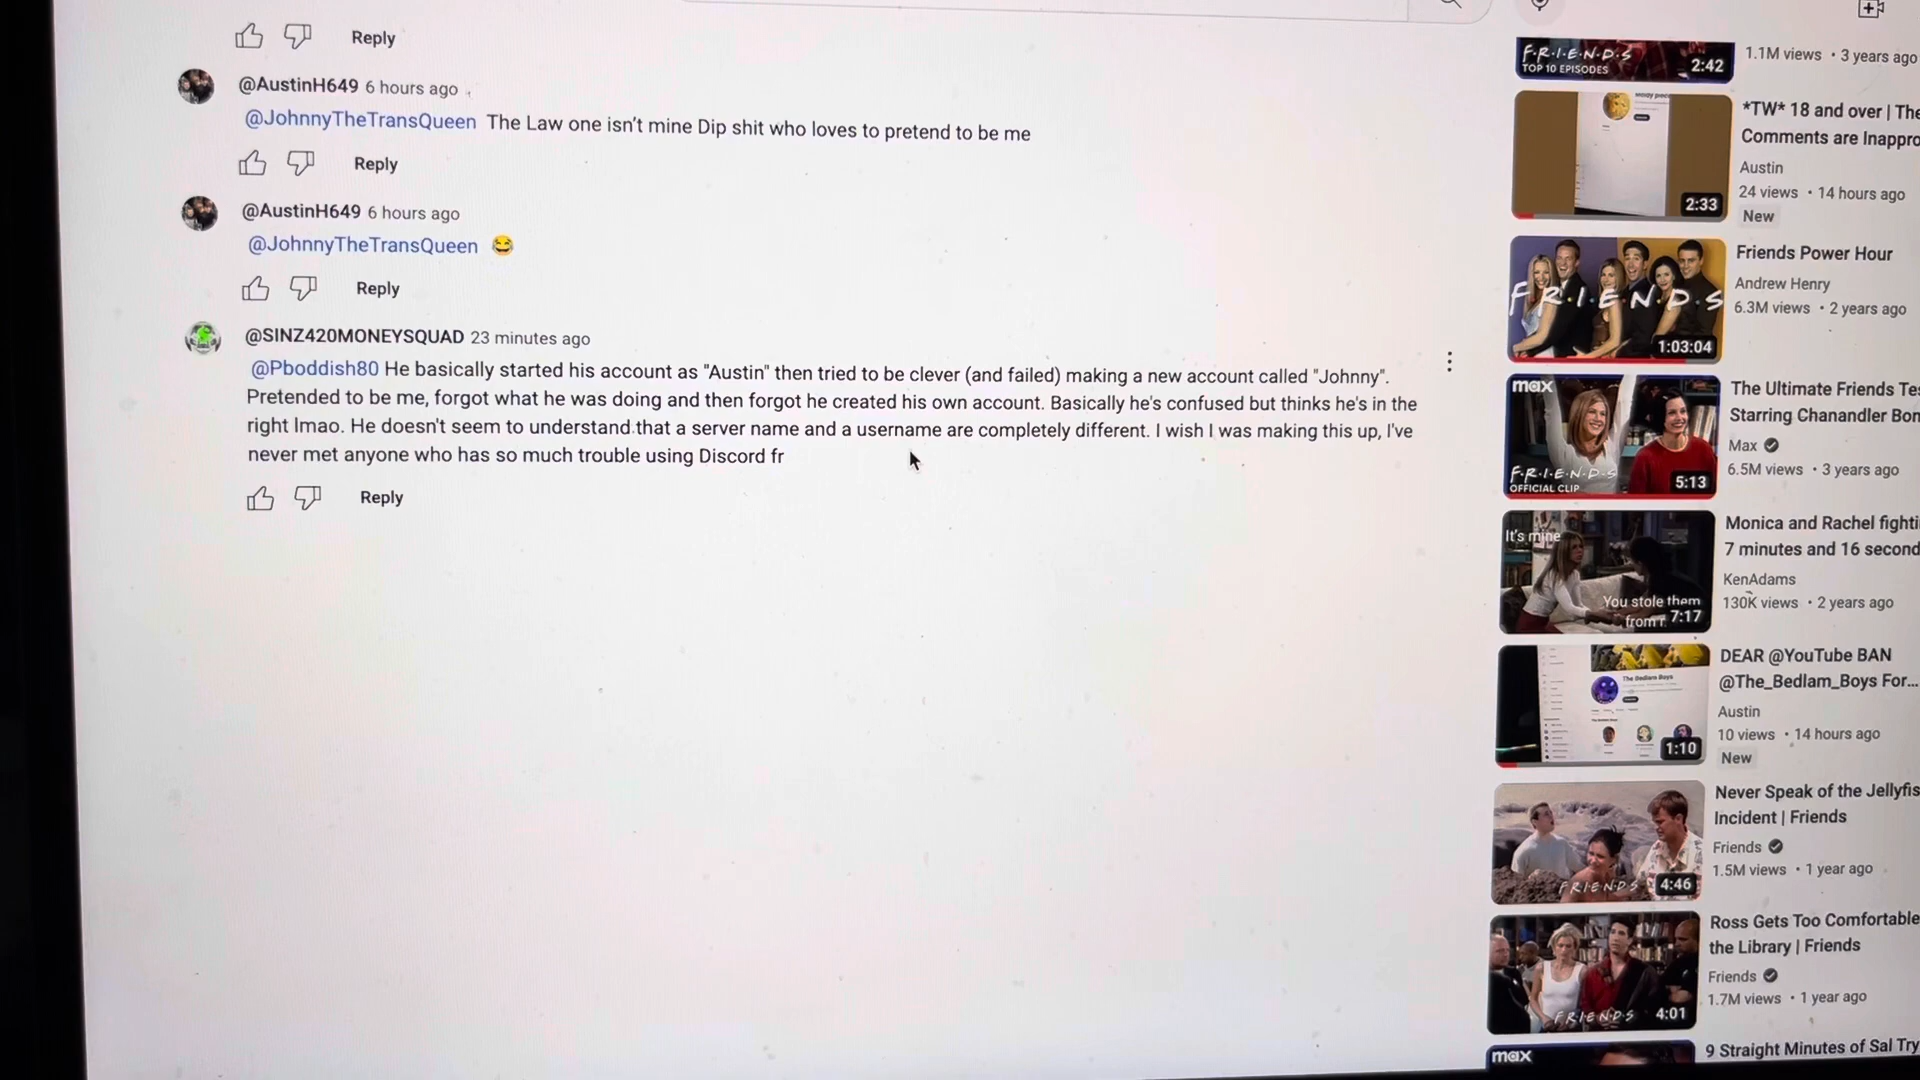 Reply
@AustinH649 6 hours ago
@JohnnyTheTransQueen The Law one isn't mine Dip shit who loves to pretend to be me
Reply
@AustinH649 6 hours ago
@JohnnyTheTransQueen 😂
Reply
@SINZ420MONEYSQUAD 23 minutes ago
@Pboddish80 He basically started his account as "Austin" then tried to be clever (and failed) making a new account called "Johnny".
Pretended to be me, forgot what he was doing and then forgot he created his own account. Basically he's confused but thinks he's in the
right lmao. He doesn't seem to understand that a server name and a username are completely different. I wish I was making this up, I've
never met anyone who has so much trouble using Discord fr
Reply
F·R·I·E·N·D·S
TOP 10 EPISODES
2:42
1.1M views • 3 years ago
2:33
*TW* 18 and over | The
Comments are Inappro
Austin
24 views • 14 hours ago
New
F·R·I·E·N·D·S
1:03:04
Friends Power Hour
Andrew Henry
6.3M views • 2 years ago
max
F·R·I·E·N·D·S
OFFICIAL CLIP
5:13
The Ultimate Friends Tes
Starring Chanandler Bon
Max
6.5M views • 3 years ago
It's mine
You stole them
from
7:17
Monica and Rachel fighti
7 minutes and 16 second
KenAdams
130K views • 2 years ago
The Bedlam Boys
1:10
DEAR @YouTube BAN
@The_Bedlam_Boys For...
Austin
10 views • 14 hours ago
New
F·R·I·E·N·D·S
4:46
Never Speak of the Jellyfis
Incident | Friends
Friends
1.5M views • 1 year ago
F·R·I·E·N·D·S
4:01
Ross Gets Too Comfortable
the Library | Friends
Friends
1.7M views • 1 year ago
max
9 Straight Minutes of Sal Try